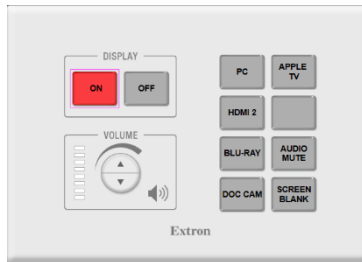 DISPLAY
ON
OFF
VOLUME
PC
APPLE
TV
HDMI 2
BLU-RAY
AUDIO
MUTE
DOC CAM
SCREEN
BLANK
Extron